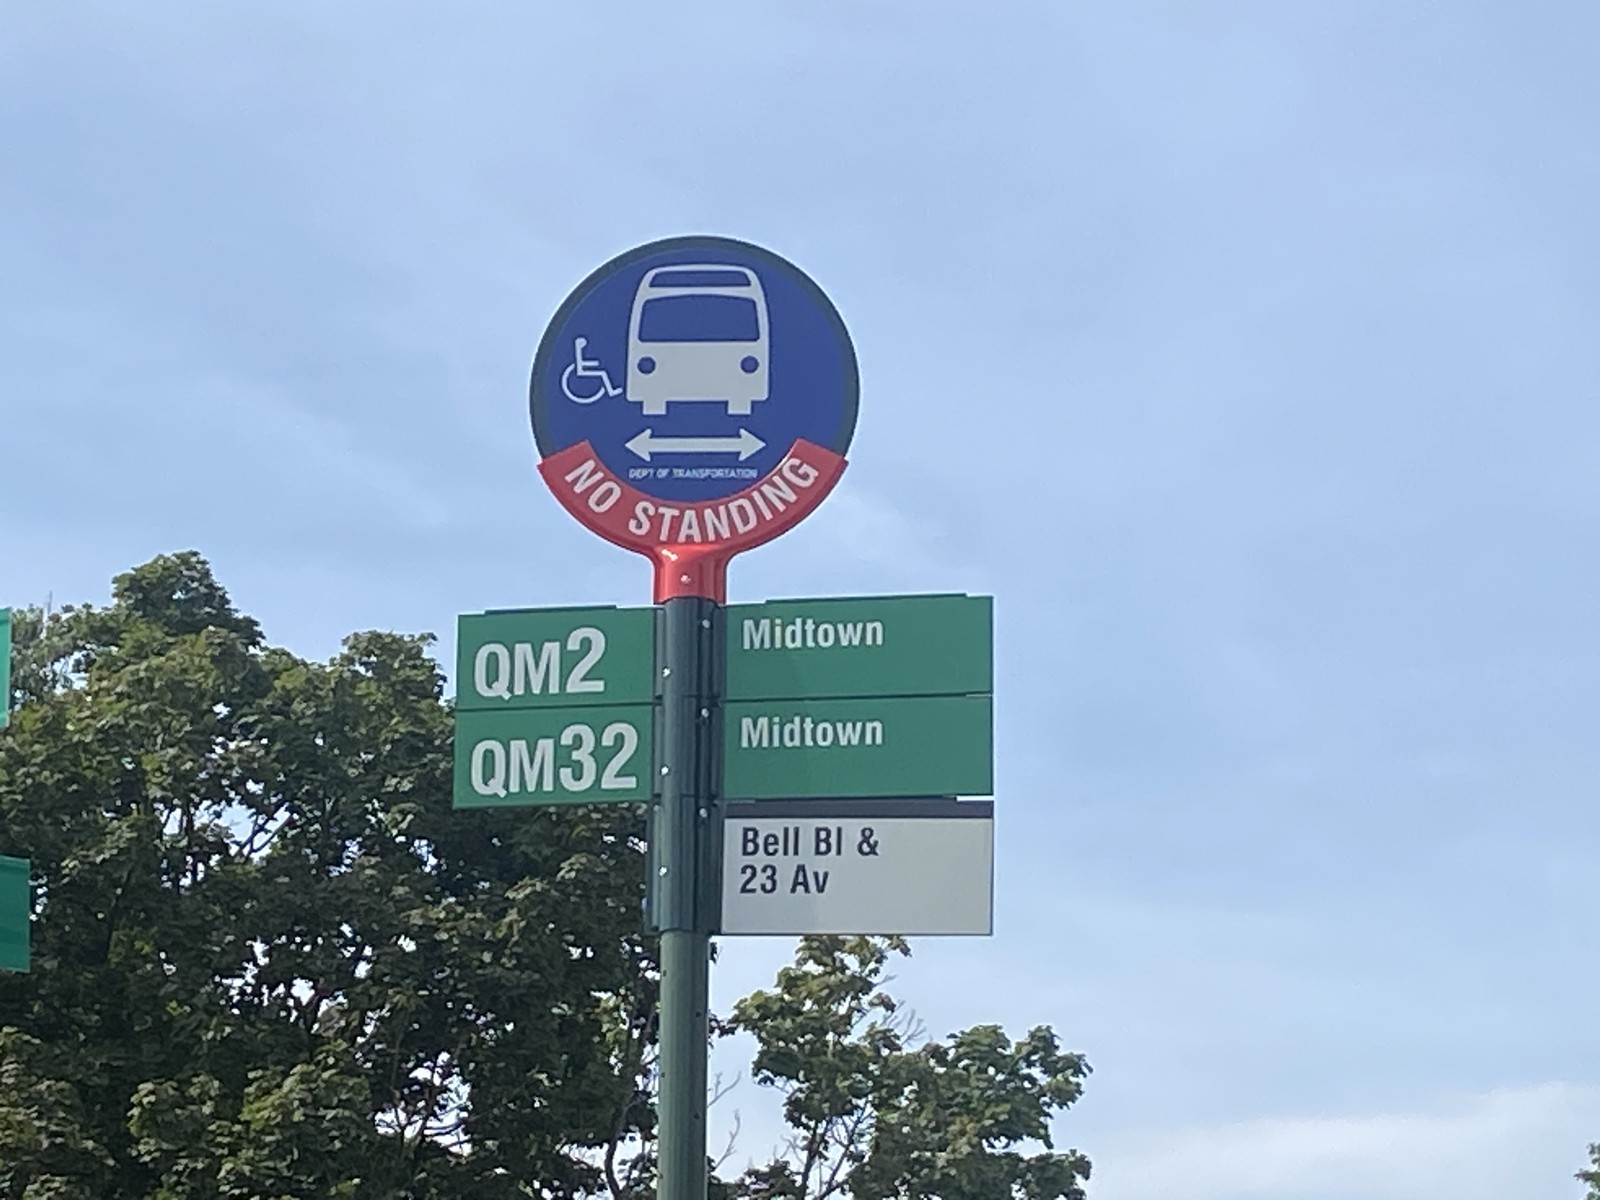 DEPT OF TRANSPORTATION
NO STANDING
QM2 Midtown
QM32 Midtown
Bell Bl &
23 Av